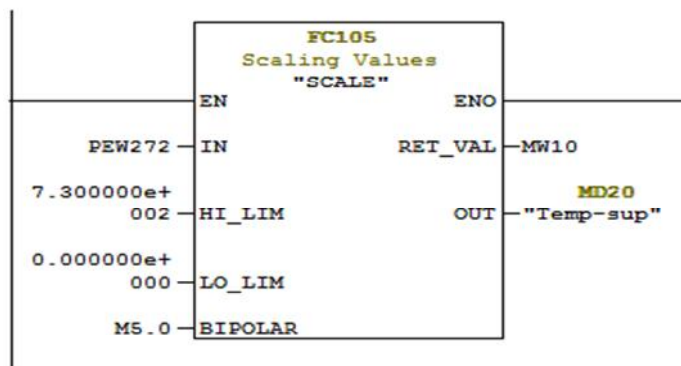 FC105
Scaling Values
"SCALE"
EN ENO
PEW272 IN RET_VAL MW10
7.300000e+ MD20
002 HI_LIM OUT "Temp-sup"
0.000000e+
000 LO_LIM
M5.0 BIPOLAR